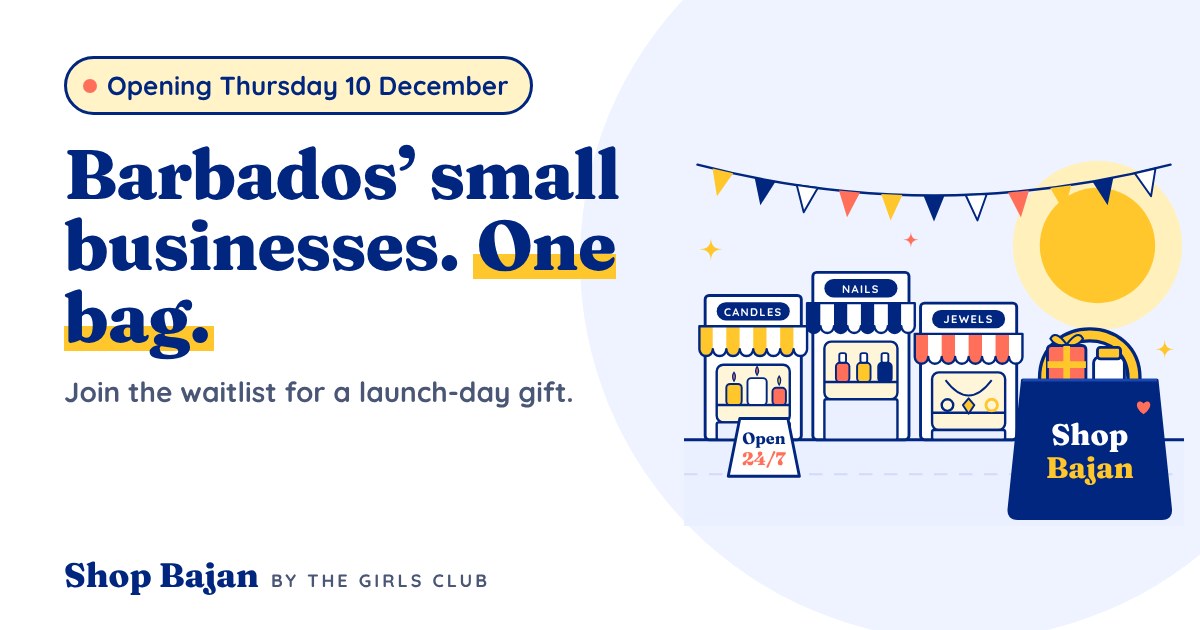 Opening Thursday 10 December
Barbados’ small
businesses. One
bag.
Join the waitlist for a launch-day gift.
CANDLES
NAILS
JEWELS
Open
24/7
Shop
Bajan
Shop Bajan BY THE GIRLS CLUB